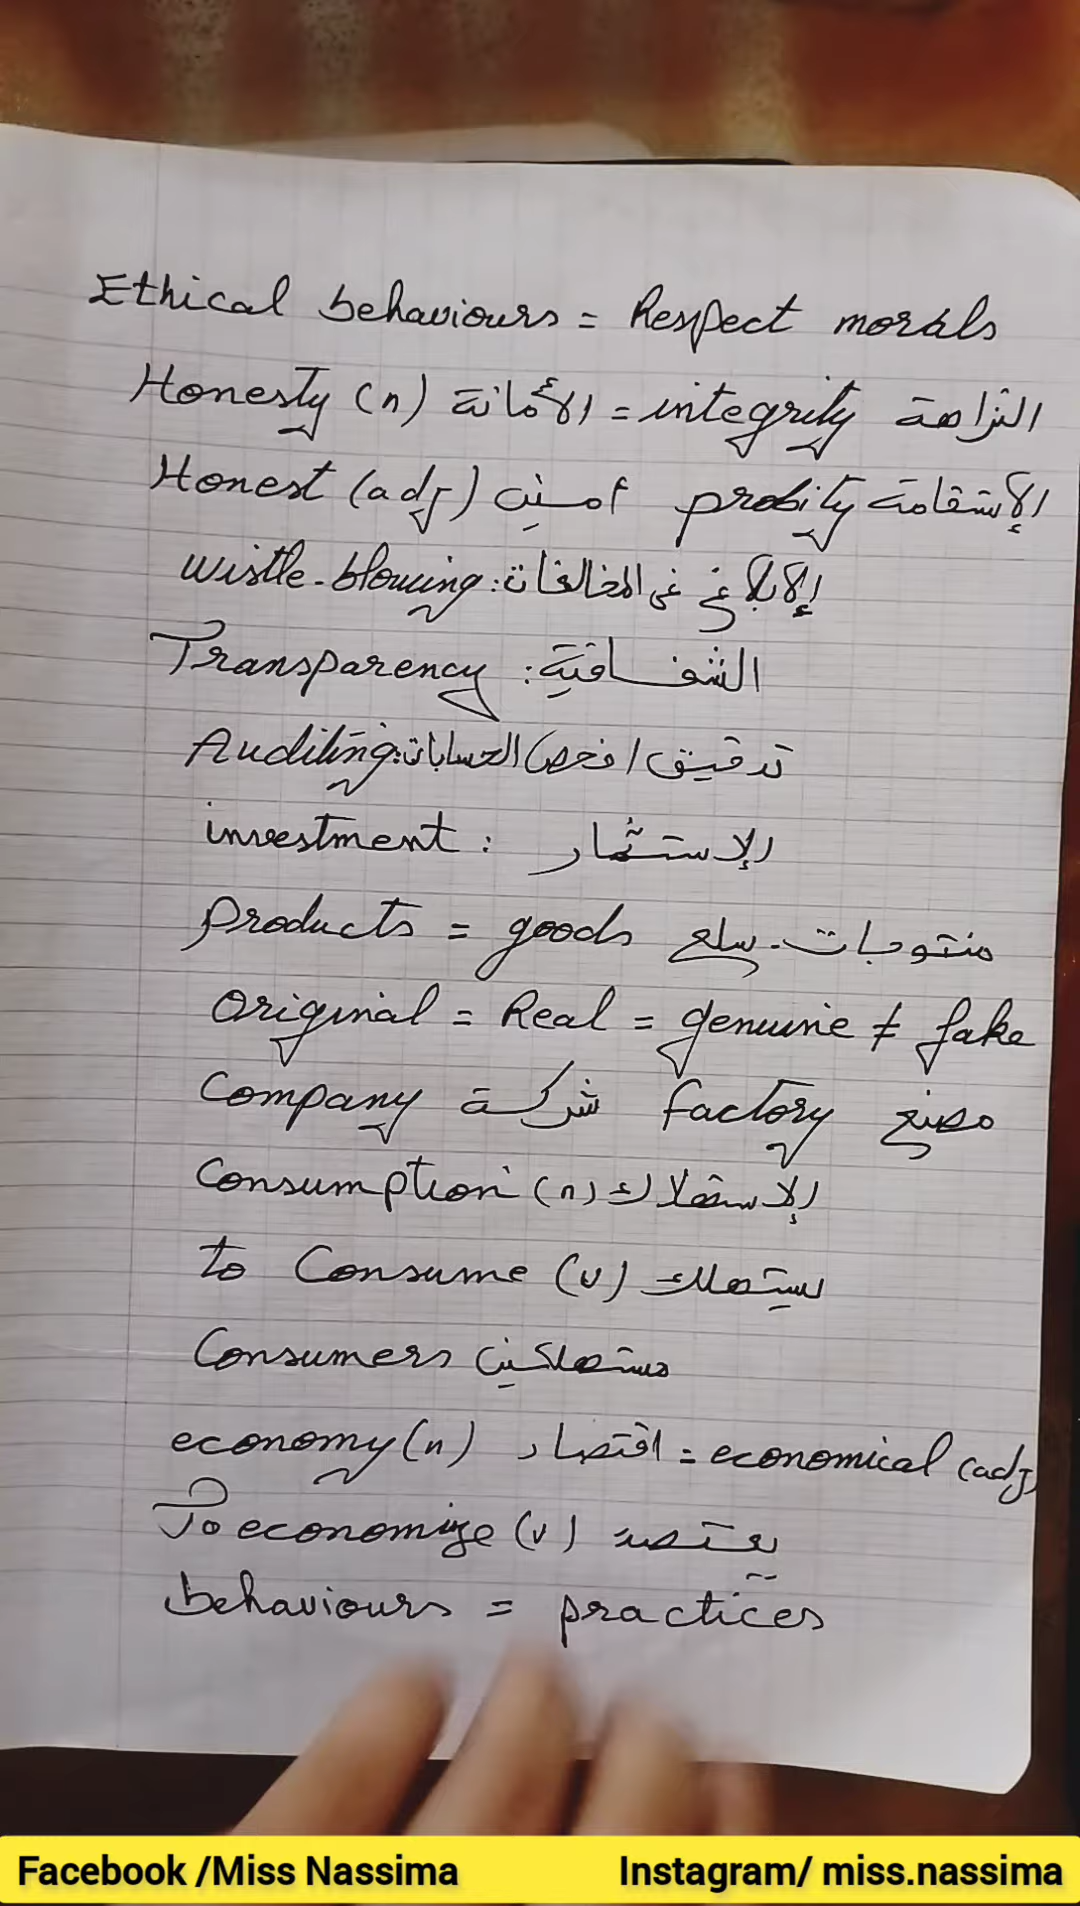 Ethical behaviours = Respect morals
Honesty (n) الأمانة = integrity النزاهة
Honest (adj) أمين probity الإستقامة
wistle-blowing: الإبلاغ عن المخالفات
Transparency: الشفافية
Auditing: تدقيق / فحص الحسابات
investment: الإستثمار
products = goods منتوجات - سلع
Original = Real = genuine ≠ fake
Company شركة factory مصنع
Consumption (n) الإستهلاك
to Consume (v) يستهلك
Consumers مستهلكين
economy (n) اقتصاد = economical (adj)
To economize (v) يقتصد
behaviours = practices
Facebook /Miss Nassima Instagram/ miss.nassima